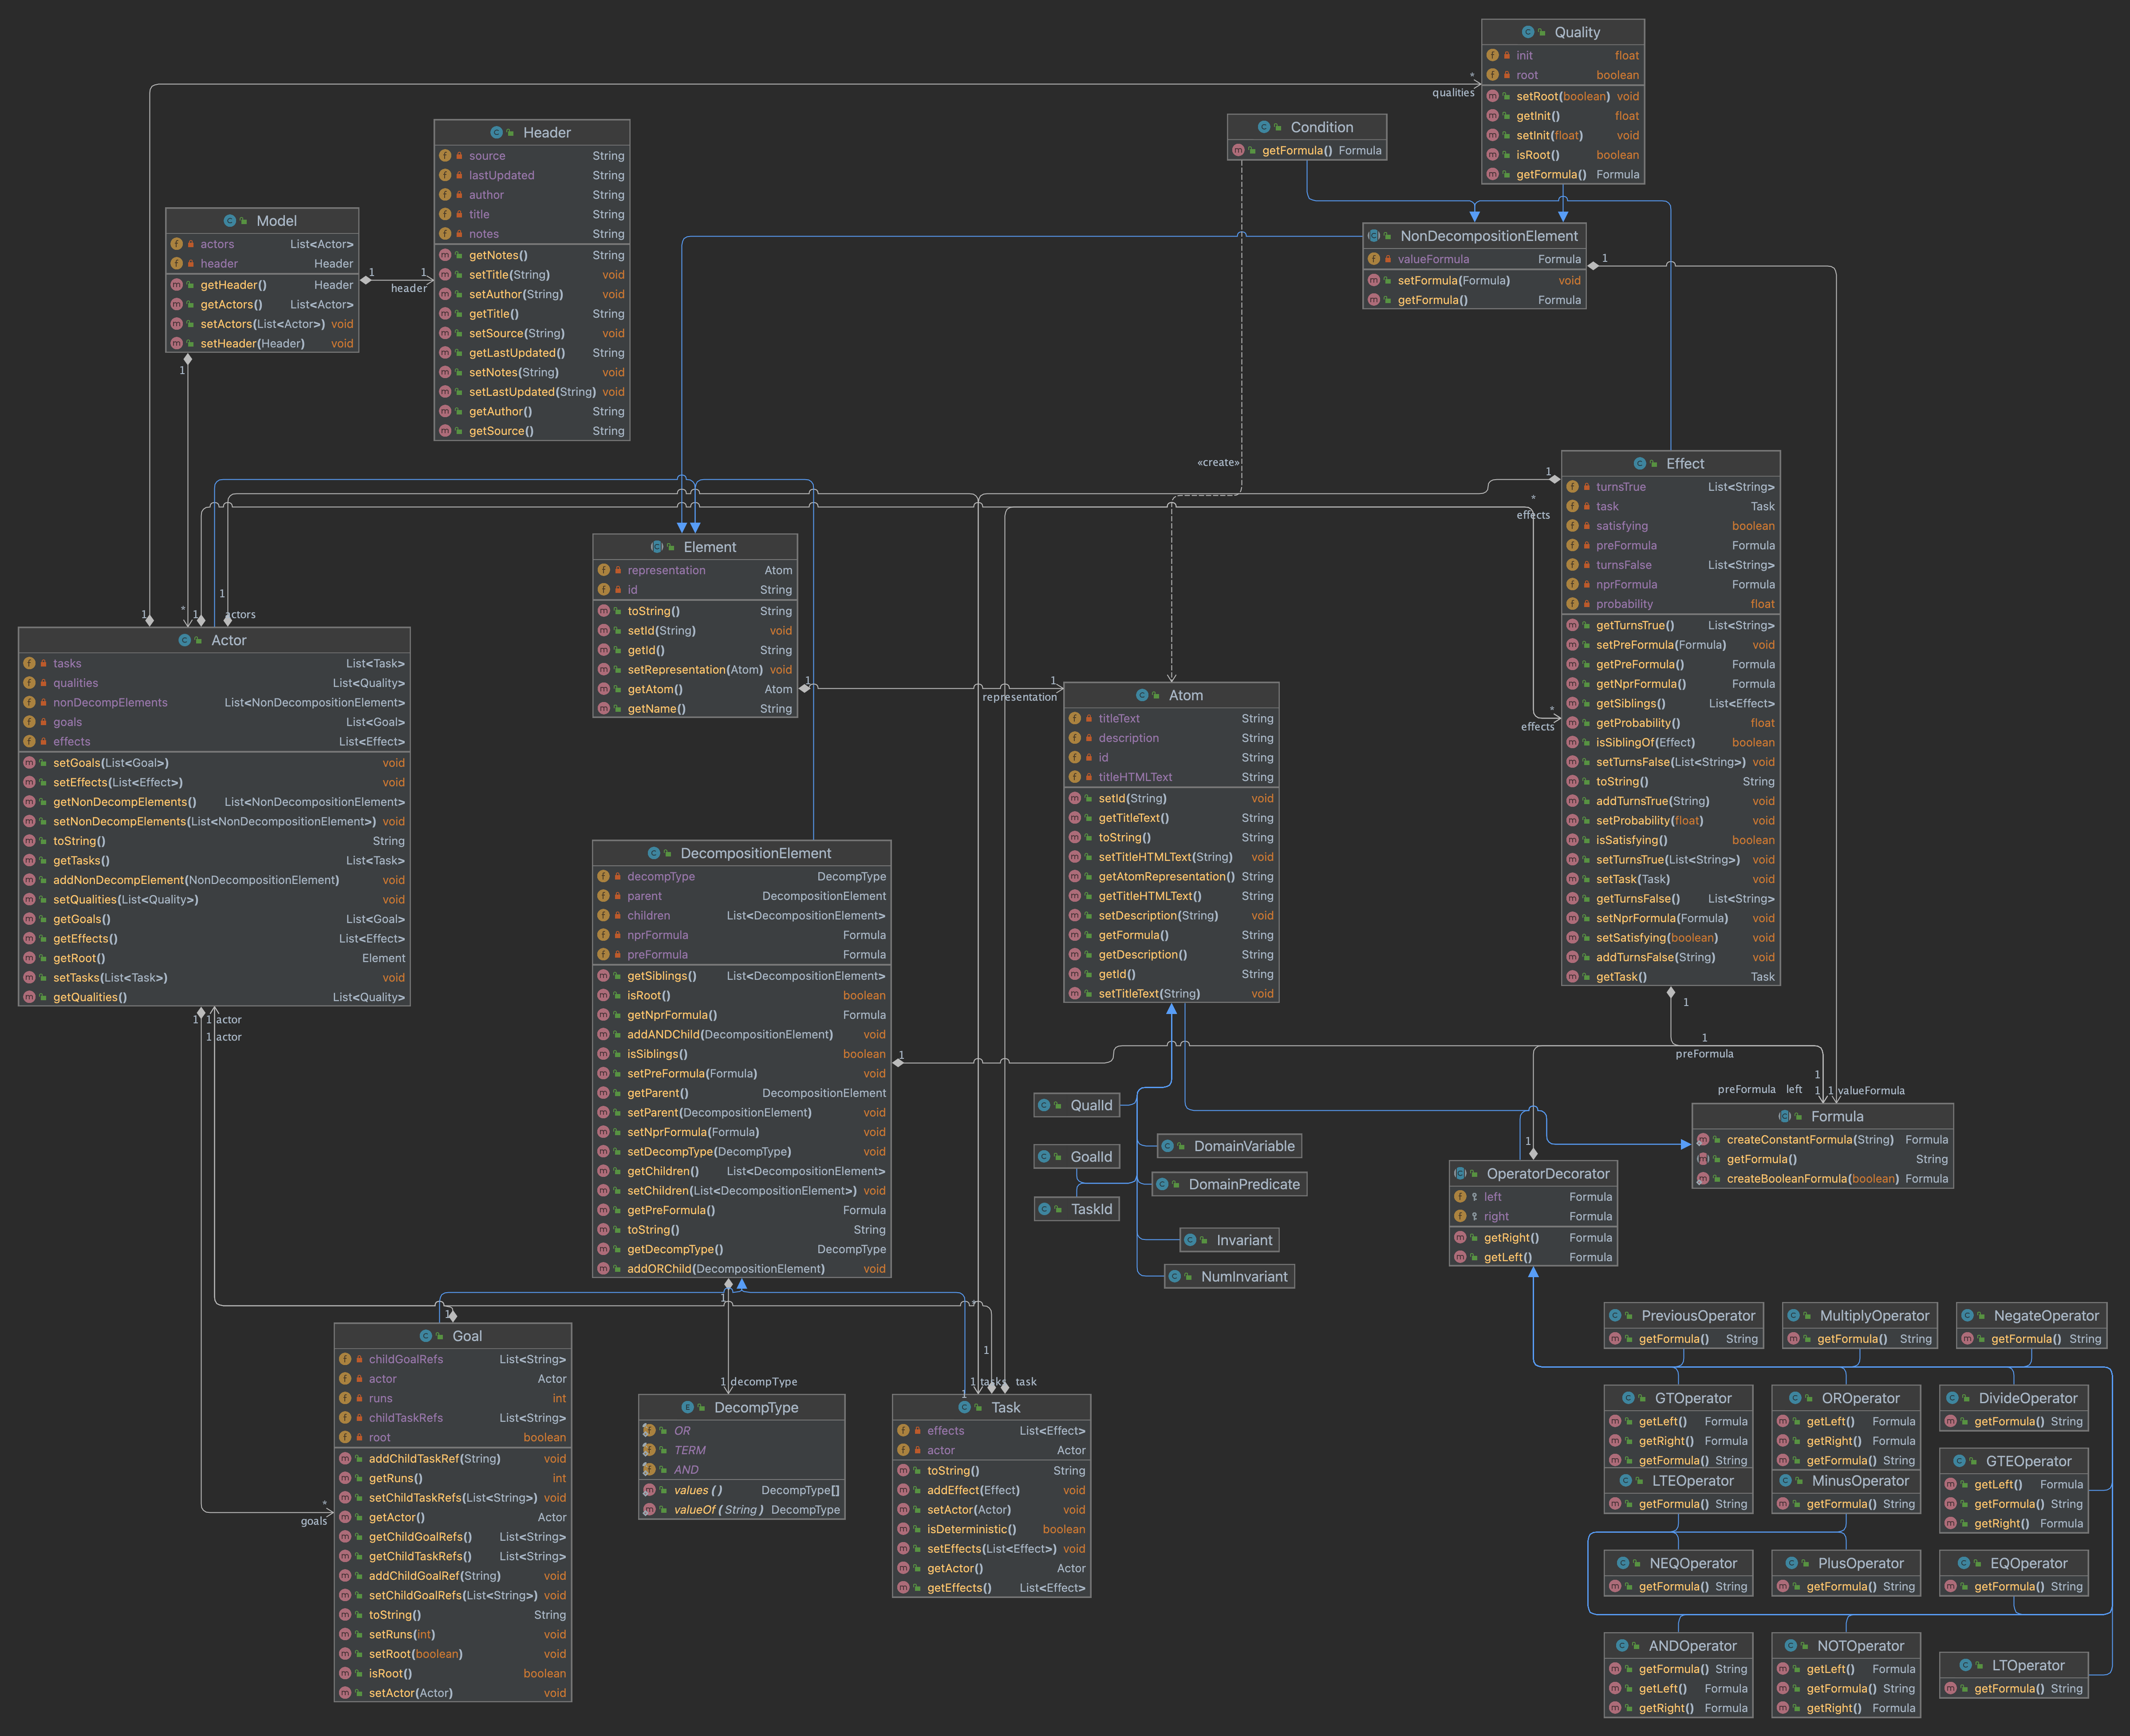 Quality
init float
root boolean
setRoot(boolean) void
getInit() float
setInit(float) void
isRoot() boolean
getFormula() Formula
*
qualities
Condition
getFormula() Formula
Header
source String
lastUpdated String
author String
title String
notes String
getNotes() String
setTitle(String) void
setAuthor(String) void
getTitle() String
setSource(String) void
getLastUpdated() String
setNotes(String) void
setLastUpdated(String) void
getAuthor() String
getSource() String
Model
actors List<Actor>
header Header
getHeader() Header
getActors() List<Actor>
setActors(List<Actor>) void
setHeader(Header) void
1 1
header
1
NonDecompositionElement
valueFormula Formula
setFormula(Formula) void
getFormula() Formula
1
«create»
1
*
effects
Effect
turnsTrue List<String>
task Task
satisfying boolean
preFormula Formula
turnsFalse List<String>
nprFormula Formula
probability float
getTurnsTrue() List<String>
setPreFormula(Formula) void
getPreFormula() Formula
getNprFormula() Formula
getSiblings() List<Effect>
getProbability() float
isSiblingOf(Effect) boolean
setTurnsFalse(List<String>) void
toString() String
addTurnsTrue(String) void
setProbability(float) void
isSatisfying() boolean
setTurnsTrue(List<String>) void
setTask(Task) void
getTurnsFalse() List<String>
setNprFormula(Formula) void
setSatisfying(boolean) void
addTurnsFalse(String) void
getTask() Task
*
effects
1
Element
representation Atom
id String
toString() String
setId(String) void
getId() String
setRepresentation(Atom) void
getAtom() Atom
getName() String
1 1
representation
1
1 * 1 actors
Actor
tasks List<Task>
qualities List<Quality>
nonDecompElements List<NonDecompositionElement>
goals List<Goal>
effects List<Effect>
setGoals(List<Goal>) void
setEffects(List<Effect>) void
getNonDecompElements() List<NonDecompositionElement>
setNonDecompElements(List<NonDecompositionElement>) void
toString() String
getTasks() List<Task>
addNonDecompElement(NonDecompositionElement) void
setQualities(List<Quality>) void
getGoals() List<Goal>
getEffects() List<Effect>
getRoot() Element
setTasks(List<Task>) void
getQualities() List<Quality>
1 1 actor
1 actor
Atom
titleText String
description String
id String
titleHTMLText String
setId(String) void
getTitleText() String
toString() String
setTitleHTMLText(String) void
getAtomRepresentation() String
getTitleHTMLText() String
setDescription(String) void
getFormula() String
getDescription() String
getId() String
setTitleText(String) void
DecompositionElement
decompType DecompType
parent DecompositionElement
children List<DecompositionElement>
nprFormula Formula
preFormula Formula
getSiblings() List<DecompositionElement>
isRoot() boolean
getNprFormula() Formula
addANDChild(DecompositionElement) void
isSiblings() boolean
setPreFormula(Formula) void
getParent() DecompositionElement
setParent(DecompositionElement) void
setNprFormula(Formula) void
setDecompType(DecompType) void
getChildren() List<DecompositionElement>
setChildren(List<DecompositionElement>) void
getPreFormula() Formula
toString() String
getDecompType() DecompType
addORChild(DecompositionElement) void
1
1
1
preFormula
1
preFormula left 1 1 valueFormula
Formula
createConstantFormula(String) Formula
getFormula() String
createBooleanFormula(boolean) Formula
QualId
DomainVariable
GoalId
DomainPredicate
TaskId
Invariant
NumInvariant
1
OperatorDecorator
left Formula
right Formula
getRight() Formula
getLeft() Formula
1
Goal
childGoalRefs List<String>
actor Actor
runs int
childTaskRefs List<String>
root boolean
addChildTaskRef(String) void
getRuns() int
setChildTaskRefs(List<String>) void
getActor() Actor
getChildGoalRefs() List<String>
getChildTaskRefs() List<String>
addChildGoalRef(String) void
setChildGoalRefs(List<String>) void
toString() String
setRuns(int) void
setRoot(boolean) void
isRoot() boolean
setActor(Actor) void
*
goals
1 decompType
DecompType
OR
TERM
AND
values () DecompType[]
valueOf ( String ) DecompType
*
1
1 tasks task
1
Task
effects List<Effect>
actor Actor
toString() String
addEffect(Effect) void
setActor(Actor) void
isDeterministic() boolean
setEffects(List<Effect>) void
getActor() Actor
getEffects() List<Effect>
PreviousOperator
getFormula() String
MultiplyOperator
getFormula() String
NegateOperator
getFormula() String
GTOperator
getLeft() Formula
getRight() Formula
getFormula() String
OROperator
getLeft() Formula
getRight() Formula
getFormula() String
DivideOperator
getFormula() String
LTEOperator
getFormula() String
MinusOperator
getFormula() String
GTEOperator
getLeft() Formula
getFormula() String
getRight() Formula
NEQOperator
getFormula() String
PlusOperator
getFormula() String
EQOperator
getFormula() String
ANDOperator
getFormula() String
getLeft() Formula
getRight() Formula
NOTOperator
getLeft() Formula
getFormula() String
getRight() Formula
LTOperator
getFormula() String